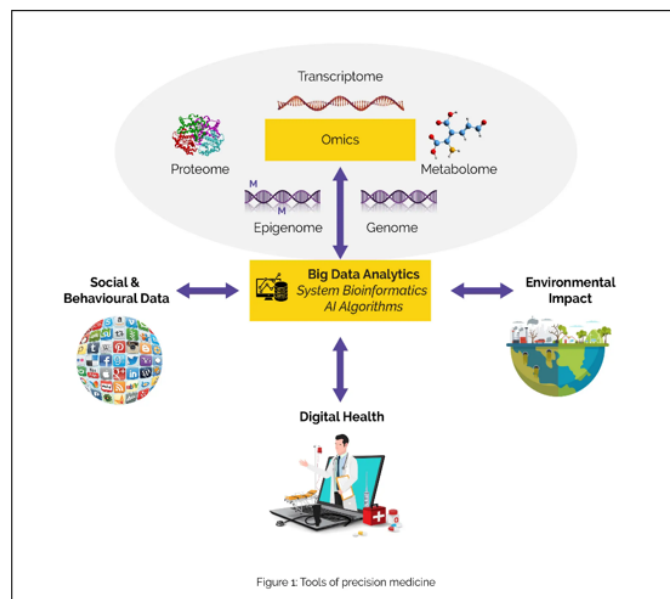 Transcriptome
Omics
Proteome
Metabolome
M
M
Epigenome
Genome
Social &
Behavioural Data
Big Data Analytics
System Bioinformatics
AI Algorithms
Environmental
Impact
Digital Health
Figure 1: Tools of precision medicine